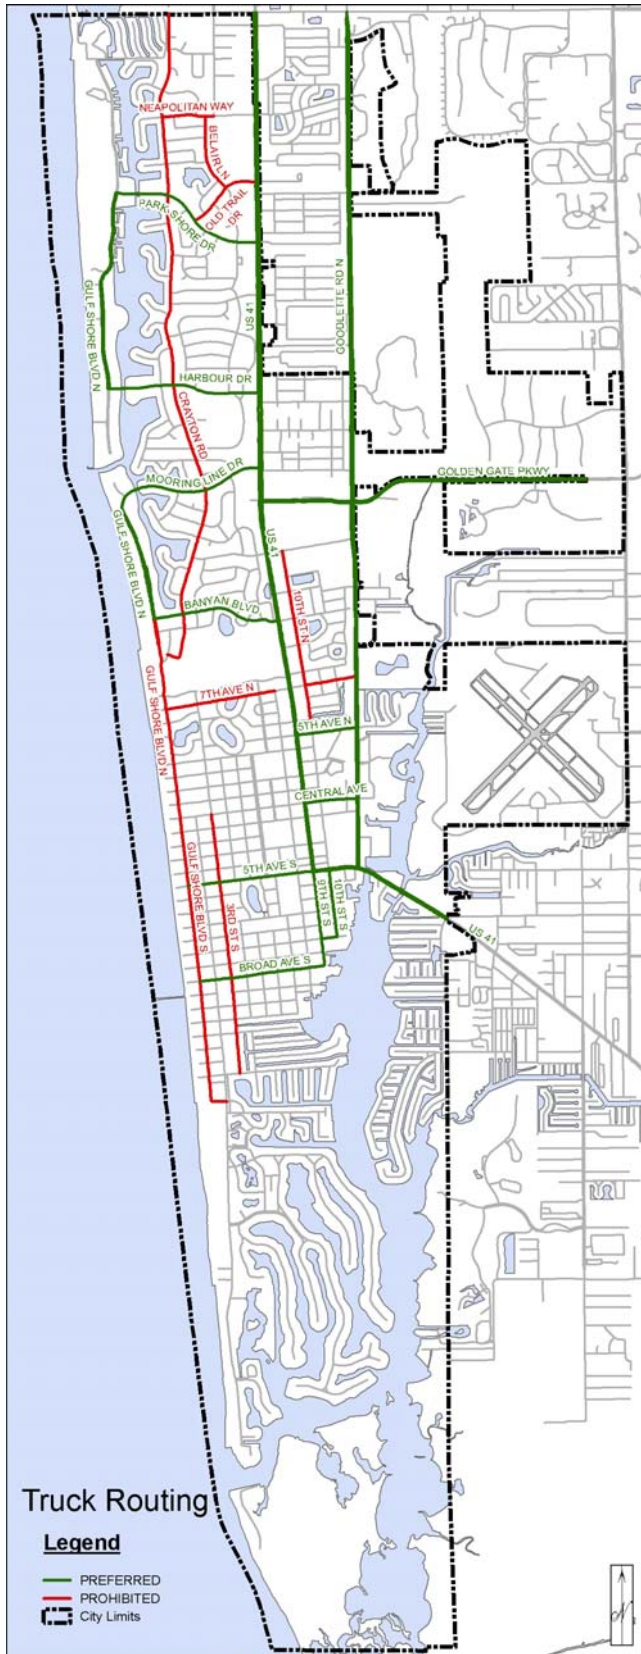 NEAPOLITAN WAY
BELAIR LN
OLD TRAIL
DR
PARK SHORE DR
GULF SHORE BLVD N
US 41
GOODLETTE RD N
HARBOUR DR
CRAYTON RD
MOORING LINE DR
GOLDEN GATE PKWY
GULF SHORE BLVD N
US 41
BANYAN BLVD
10TH ST N
7TH AVE N
GULF SHORE BLVD N
5TH AVE N
CENTRAL AVE
GULF SHORE BLVD S
5TH AVE S
3RD ST S
9TH ST S
10TH ST S
US 41
BROAD AVE S
Truck Routing
Legend
PREFERRED
PROHIBITED
City Limits
N